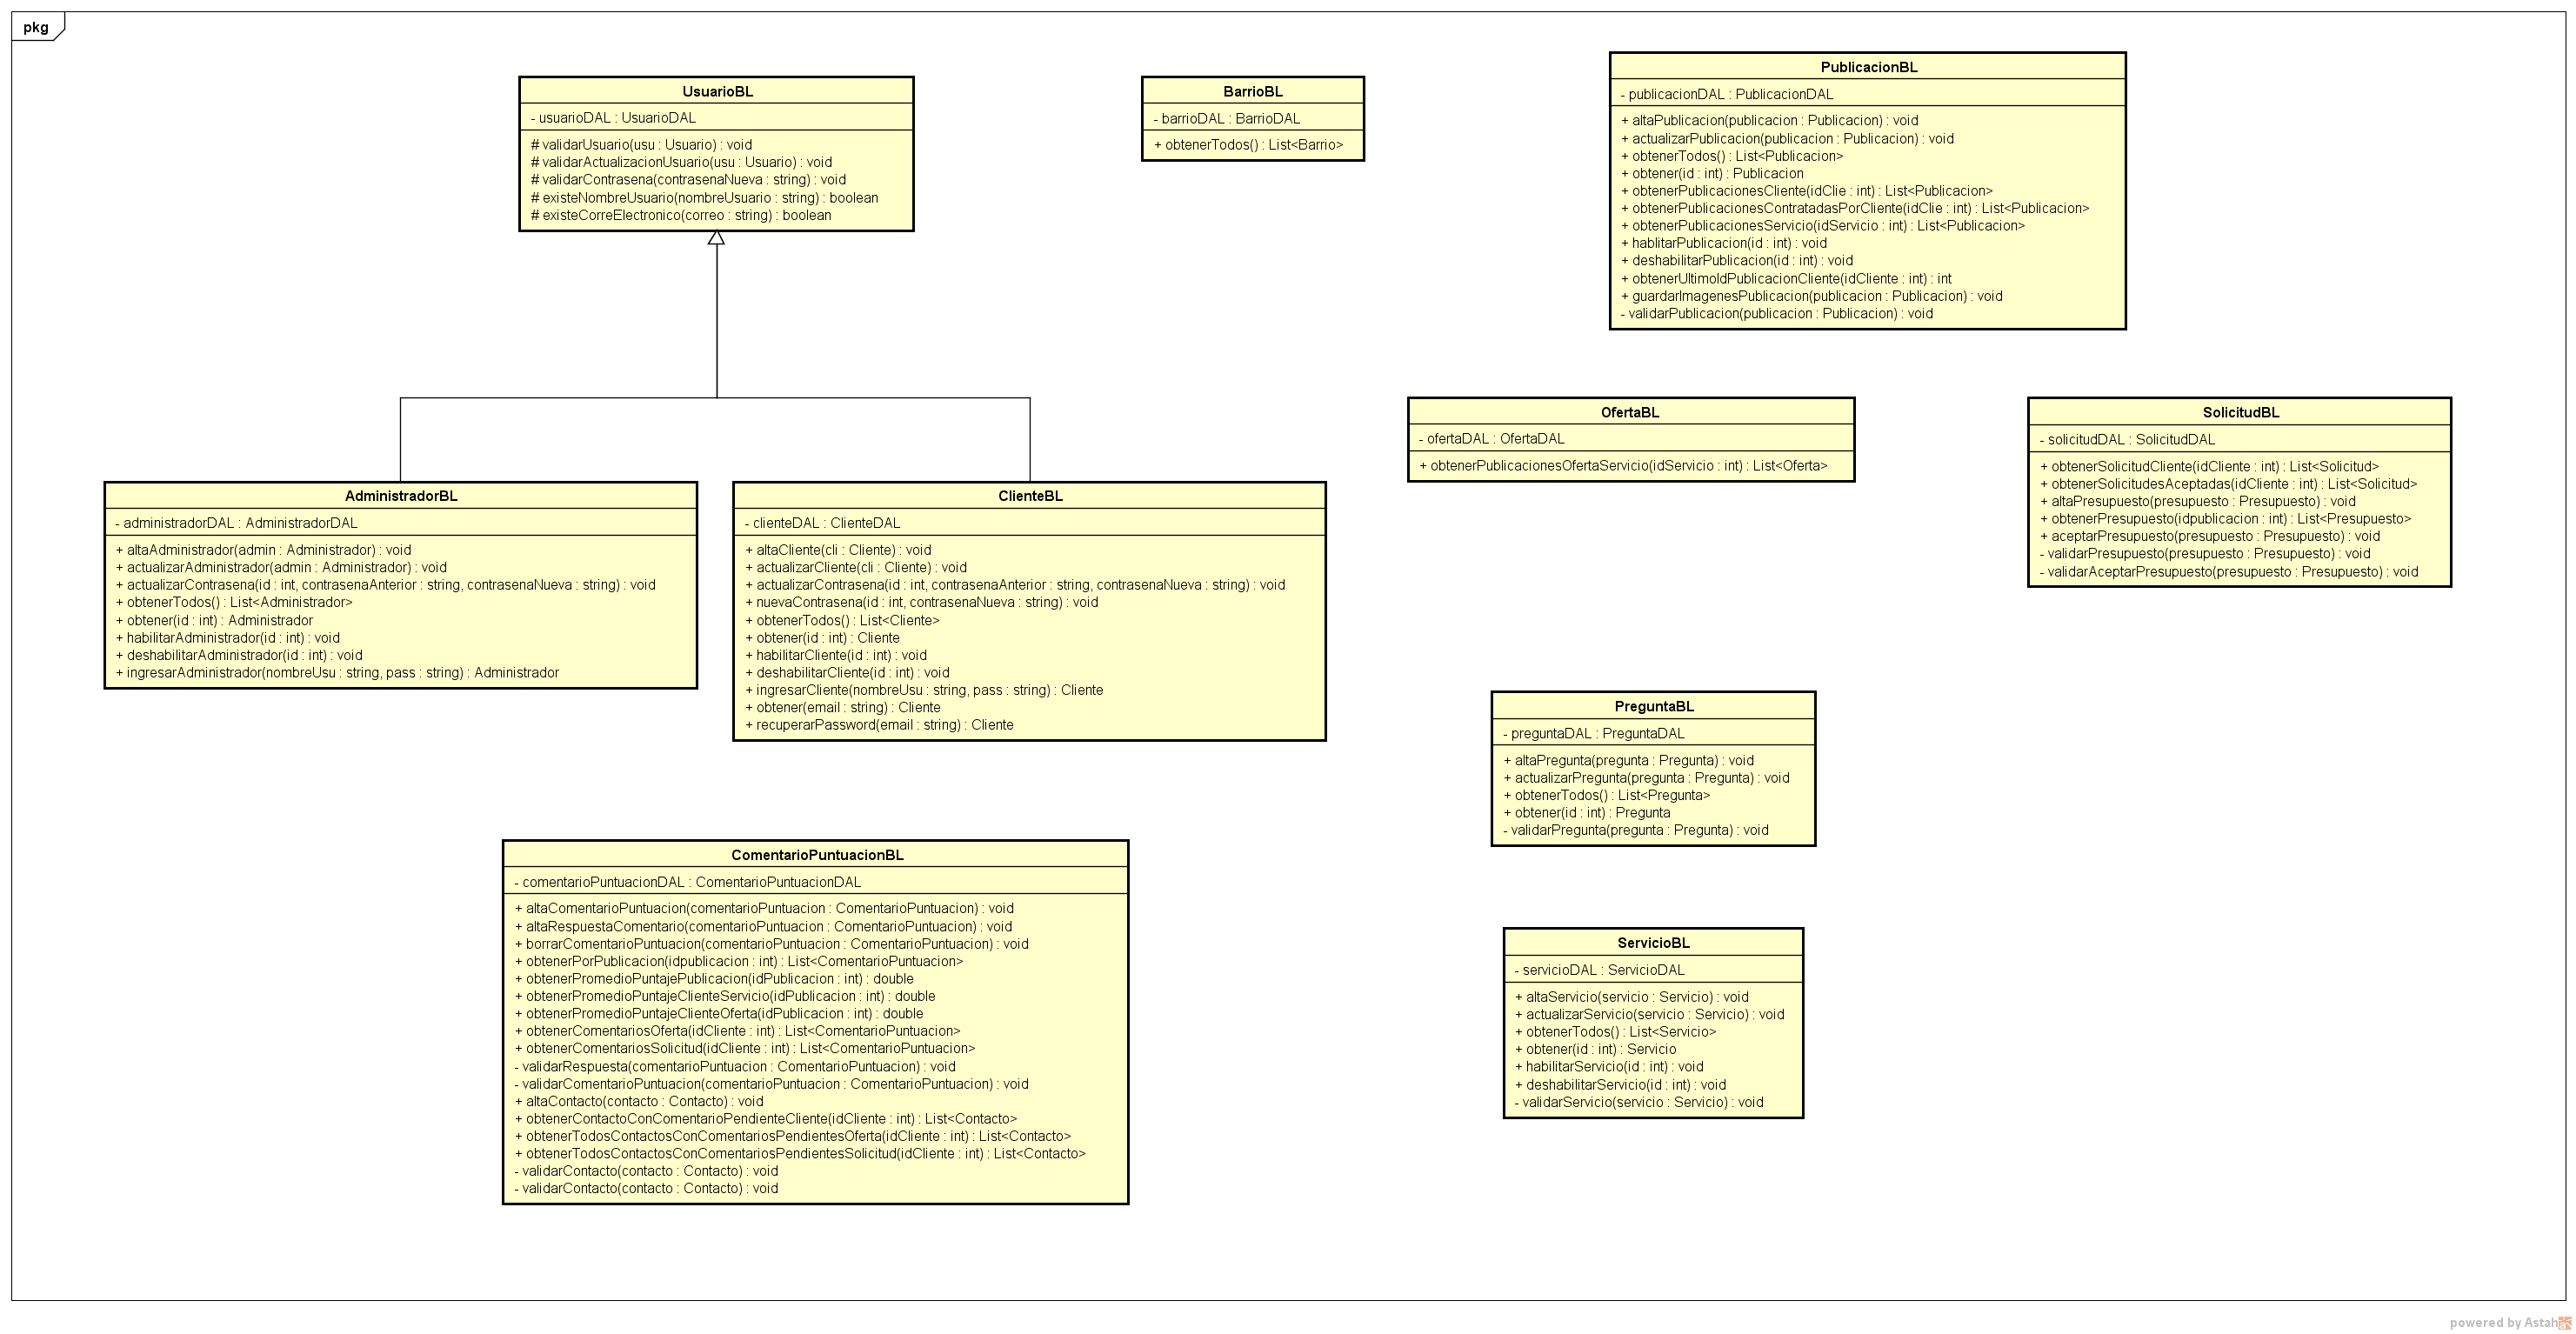 pkg
UsuarioBL
- usuarioDAL : UsuarioDAL
# validarUsuario(usu : Usuario) : void
# validarActualizacionUsuario(usu : Usuario) : void
# validarContrasena(contrasenaNueva : string) : void
# existeNombreUsuario(nombreUsuario : string) : boolean
# existeCorreElectronico(correo : string) : boolean
BarrioBL
- barrioDAL : BarrioDAL
+ obtenerTodos() : List<Barrio>
PublicacionBL
- publicacionDAL : PublicacionDAL
+ altaPublicacion(publicacion : Publicacion) : void
+ actualizarPublicacion(publicacion : Publicacion) : void
+ obtenerTodos() : List<Publicacion>
+ obtener(id : int) : Publicacion
+ obtenerPublicacionesCliente(idClie : int) : List<Publicacion>
+ obtenerPublicacionesContratadasPorCliente(idClie : int) : List<Publicacion>
+ obtenerPublicacionesServicio(idServicio : int) : List<Publicacion>
+ hablitarPublicacion(id : int) : void
+ deshabilitarPublicacion(id : int) : void
+ obtenerUltimoIdPublicacionCliente(idCliente : int) : int
+ guardarImagenesPublicacion(publicacion : Publicacion) : void
- validarPublicacion(publicacion : Publicacion) : void
OfertaBL
- ofertaDAL : OfertaDAL
+ obtenerPublicacionesOfertaServicio(idServicio : int) : List<Oferta>
SolicitudBL
- solicitudDAL : SolicitudDAL
+ obtenerSolicitudCliente(idCliente : int) : List<Solicitud>
+ obtenerSolicitudesAceptadas(idCliente : int) : List<Solicitud>
+ altaPresupuesto(presupuesto : Presupuesto) : void
+ obtenerPresupuesto(idpublicacion : int) : List<Presupuesto>
+ aceptarPresupuesto(presupuesto : Presupuesto) : void
- validarPresupuesto(presupuesto : Presupuesto) : void
- validarAceptarPresupuesto(presupuesto : Presupuesto) : void
AdministradorBL
- administradorDAL : AdministradorDAL
+ altaAdministrador(admin : Administrador) : void
+ actualizarAdministrador(admin : Administrador) : void
+ actualizarContrasena(id : int, contrasenaAnterior : string, contrasenaNueva : string) : void
+ obtenerTodos() : List<Administrador>
+ obtener(id : int) : Administrador
+ habilitarAdministrador(id : int) : void
+ deshabilitarAdministrador(id : int) : void
+ ingresarAdministrador(nombreUsu : string, pass : string) : Administrador
ClienteBL
- clienteDAL : ClienteDAL
+ altaCliente(cli : Cliente) : void
+ actualizarCliente(cli : Cliente) : void
+ actualizarContrasena(id : int, contrasenaAnterior : string, contrasenaNueva : string) : void
+ nuevaContrasena(id : int, contrasenaNueva : string) : void
+ obtenerTodos() : List<Cliente>
+ obtener(id : int) : Cliente
+ habilitarCliente(id : int) : void
+ deshabilitarCliente(id : int) : void
+ ingresarCliente(nombreUsu : string, pass : string) : Cliente
+ obtener(email : string) : Cliente
+ recuperarPassword(email : string) : Cliente
PreguntaBL
- preguntaDAL : PreguntaDAL
+ altaPregunta(pregunta : Pregunta) : void
+ actualizarPregunta(pregunta : Pregunta) : void
+ obtenerTodos() : List<Pregunta>
+ obtener(id : int) : Pregunta
- validarPregunta(pregunta : Pregunta) : void
ComentarioPuntuacionBL
- comentarioPuntuacionDAL : ComentarioPuntuacionDAL
+ altaComentarioPuntuacion(comentarioPuntuacion : ComentarioPuntuacion) : void
+ altaRespuestaComentario(comentarioPuntuacion : ComentarioPuntuacion) : void
+ borrarComentarioPuntuacion(comentarioPuntuacion : ComentarioPuntuacion) : void
+ obtenerPorPublicacion(idpublicacion : int) : List<ComentarioPuntuacion>
+ obtenerPromedioPuntajePublicacion(idPublicacion : int) : double
+ obtenerPromedioPuntajeClienteServicio(idPublicacion : int) : double
+ obtenerPromedioPuntajeClienteOferta(idPublicacion : int) : double
+ obtenerComentariosOferta(idCliente : int) : List<ComentarioPuntuacion>
+ obtenerComentariosSolicitud(idCliente : int) : List<ComentarioPuntuacion>
- validarRespuesta(comentarioPuntuacion : ComentarioPuntuacion) : void
- validarComentarioPuntuacion(comentarioPuntuacion : ComentarioPuntuacion) : void
+ altaContacto(contacto : Contacto) : void
+ obtenerContactoConComentarioPendienteCliente(idCliente : int) : List<Contacto>
+ obtenerTodosContactosConComentariosPendientesOferta(idCliente : int) : List<Contacto>
+ obtenerTodosContactosConComentariosPendientesSolicitud(idCliente : int) : List<Contacto>
- validarContacto(contacto : Contacto) : void
- validarContacto(contacto : Contacto) : void
ServicioBL
- servicioDAL : ServicioDAL
+ altaServicio(servicio : Servicio) : void
+ actualizarServicio(servicio : Servicio) : void
+ obtenerTodos() : List<Servicio>
+ obtener(id : int) : Servicio
+ habilitarServicio(id : int) : void
+ deshabilitarServicio(id : int) : void
- validarServicio(servicio : Servicio) : void
powered by Astah